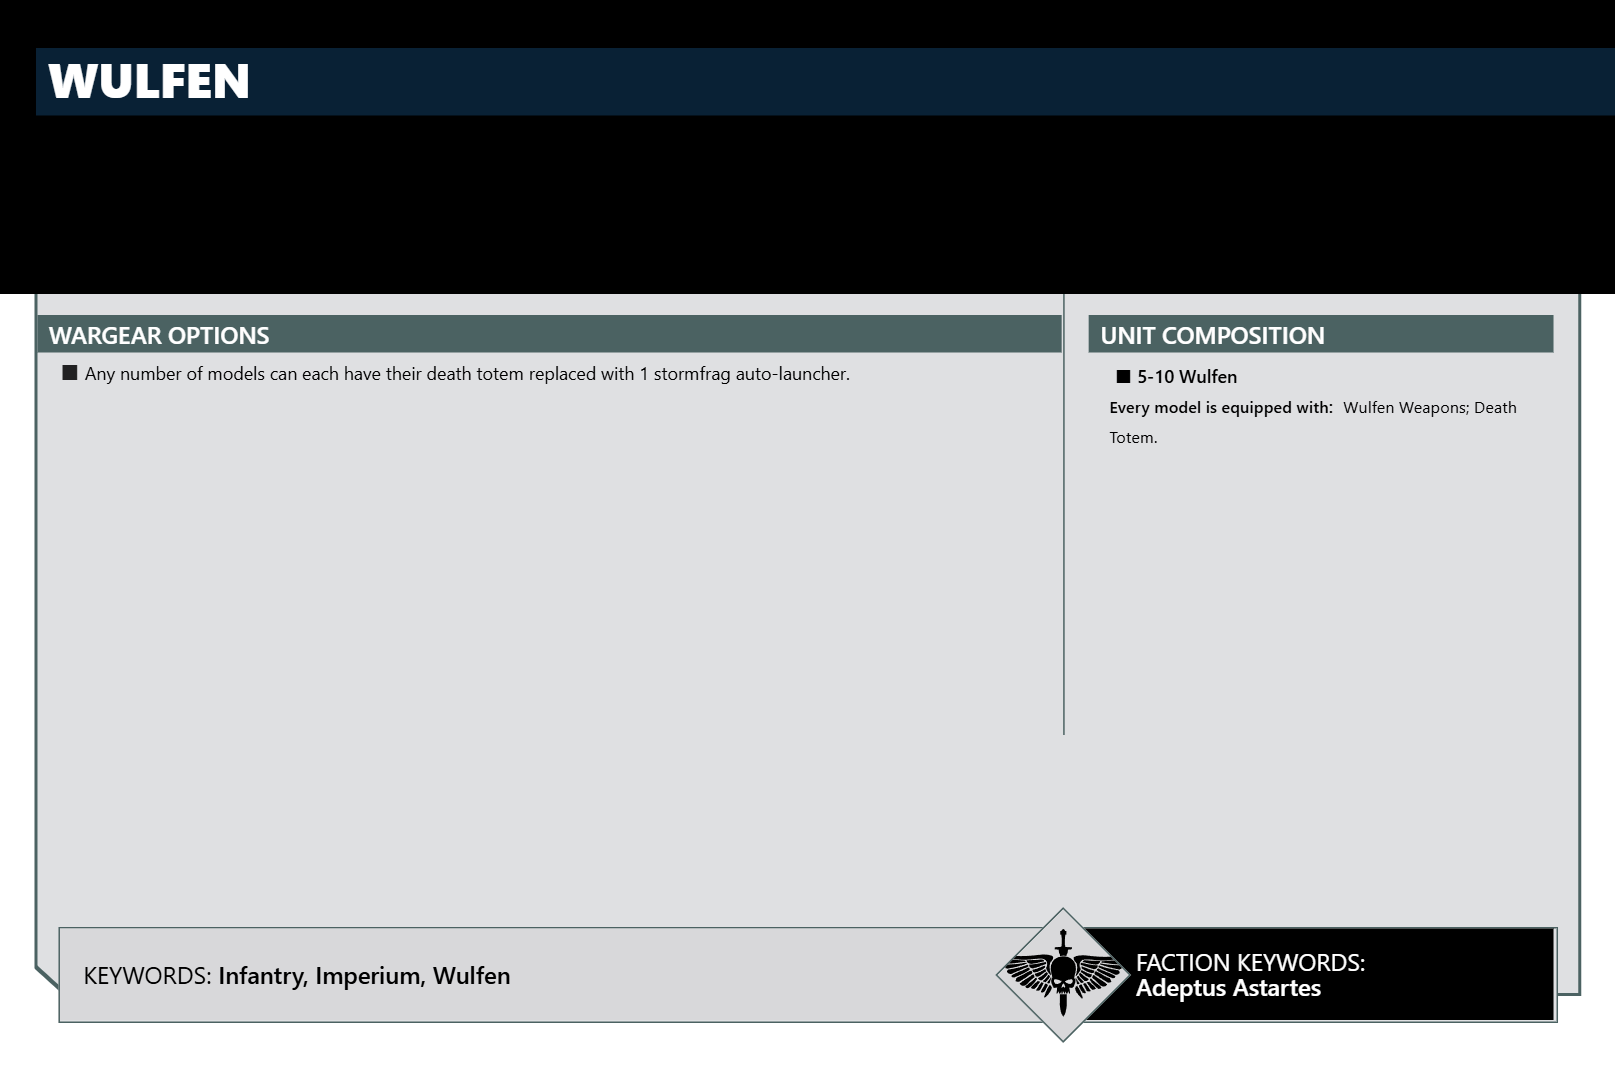 WULFEN
WARGEAR OPTIONS
■ Any number of models can each have their death totem replaced with 1 stormfrag auto-launcher.
UNIT COMPOSITION
■ 5-10 Wulfen
Every model is equipped with: Wulfen Weapons; Death
Totem.
KEYWORDS: Infantry, Imperium, Wulfen
FACTION KEYWORDS:
Adeptus Astartes